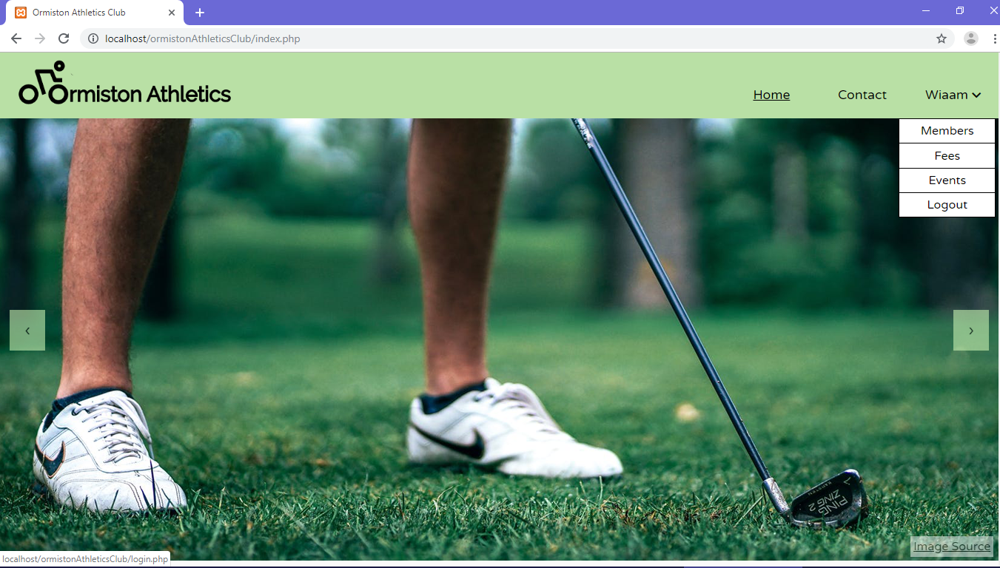 Ormiston Athletics Club
localhost/ormistonAthleticsClub/index.php
Ormiston Athletics
Home Contact Wiaam
Members
Fees
Events
Logout
‹ ›
PING
ZING 2
KARSTEN
Image Source
localhost/ormistonAthleticsClub/login.php